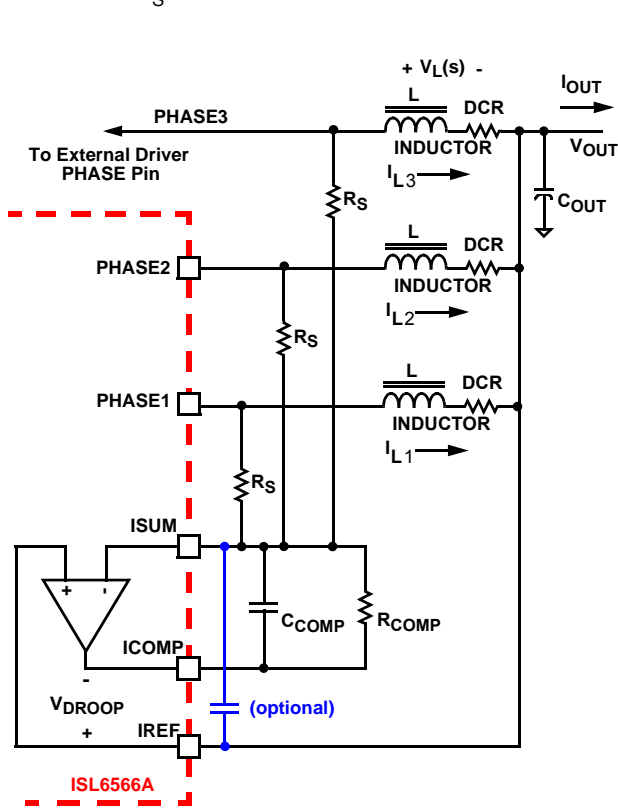 S
+ VL(s) -
IOUT
L
DCR
PHASE3
VOUT
INDUCTOR
To External Driver
PHASE Pin
IL3
RS
COUT
L
DCR
PHASE2
INDUCTOR
IL2
RS
L
DCR
PHASE1
INDUCTOR
IL1
RS
ISUM
+ -
CCOMP
RCOMP
ICOMP
-
VDROOP
+
(optional)
IREF
ISL6566A